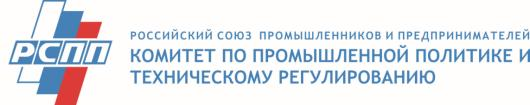 РСПП
РОССИЙСКИЙ СОЮЗ ПРОМЫШЛЕННИКОВ И ПРЕДПРИНИМАТЕЛЕЙ
КОМИТЕТ ПО ПРОМЫШЛЕННОЙ ПОЛИТИКЕ И
ТЕХНИЧЕСКОМУ РЕГУЛИРОВАНИЮ